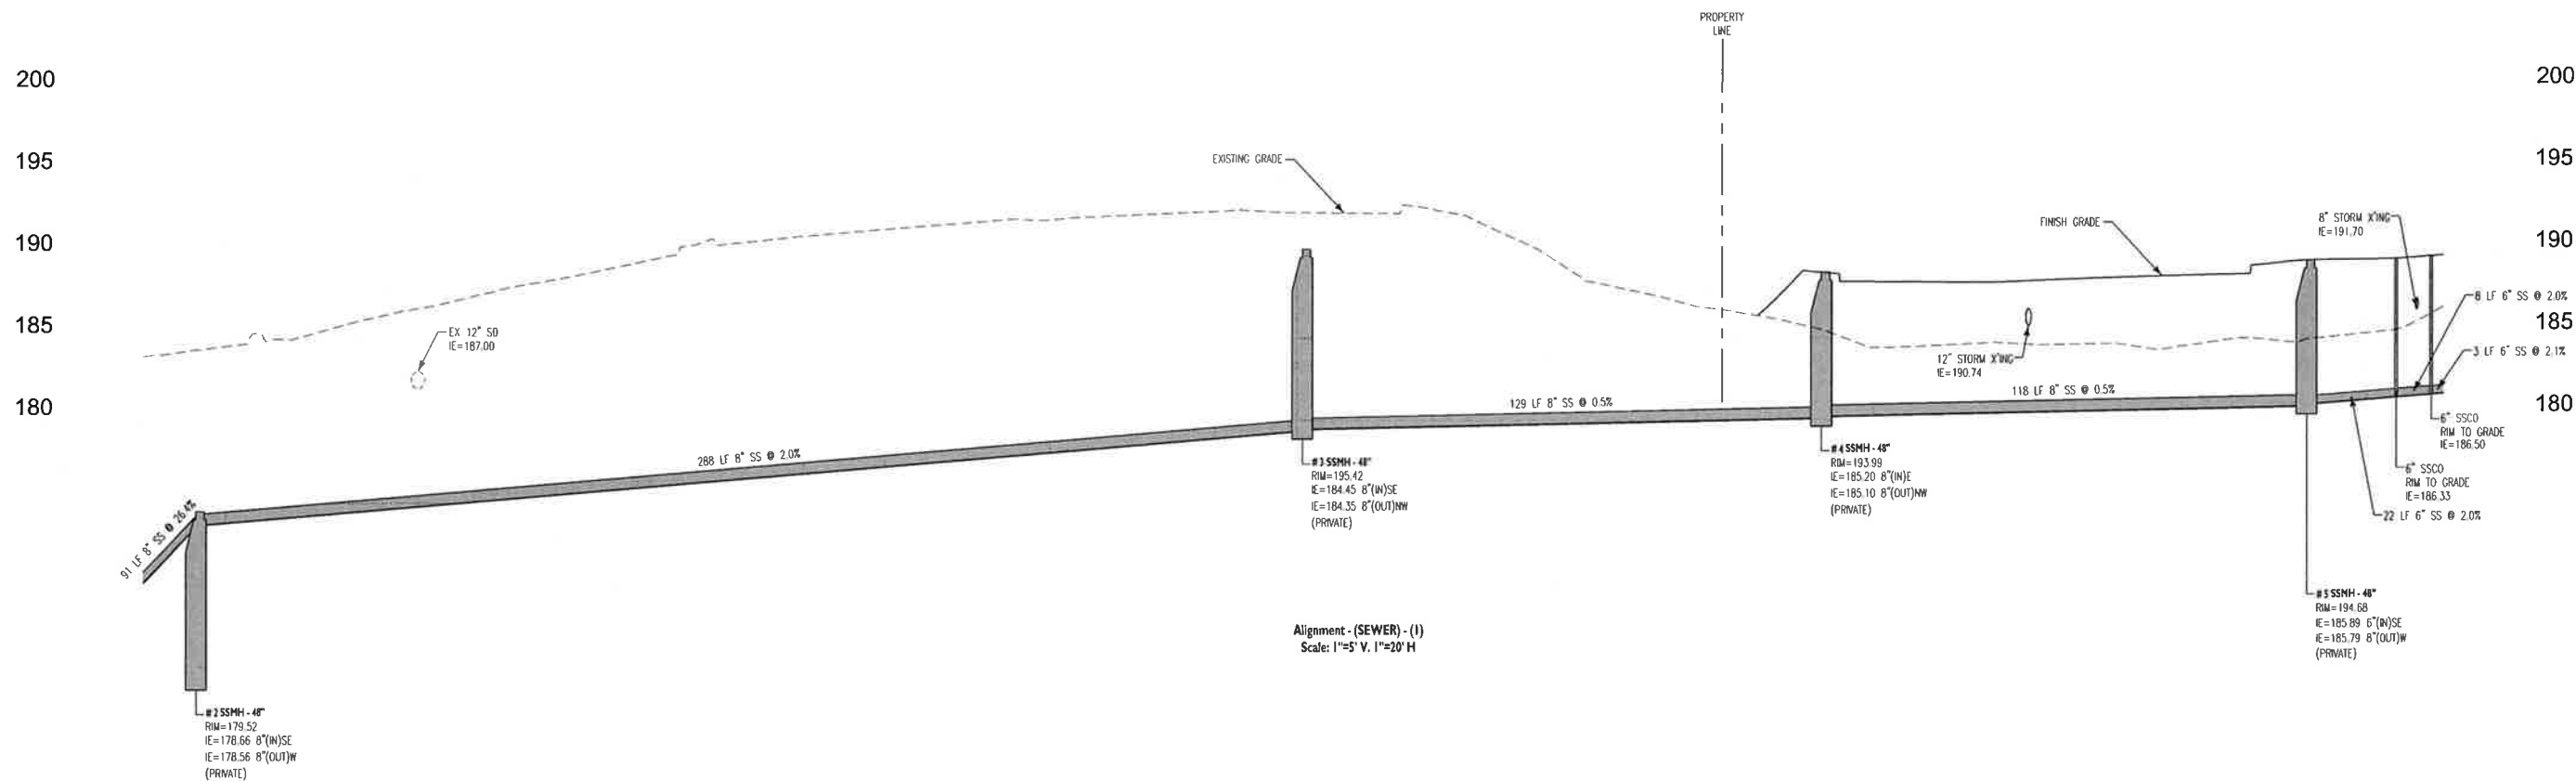 PROPERTY
LINE
200
200
195
195
EXISTING GRADE
190
190
8" STORM X'ING
IE=191.70
FINISH GRADE
8 LF 6" SS @ 2.0%
185
185
EX 12" SD
IE=187.00
12" STORM X'ING
IE=190.74
3 LF 6" SS @ 2.1%
180
180
129 LF 8" SS @ 0.5%
118 LF 8" SS @ 0.5%
6" SSCO
RIM TO GRADE
IE=186.50
288 LF 8" SS @ 2.0%
#3 SSMH - 48"
RIM=195.42
IE=184.45 8"(IN)SE
IE=184.35 8"(OUT)NW
(PRIVATE)
#4 SSMH - 48"
RIM=193.99
IE=185.20 8"(IN)E
IE=185.10 8"(OUT)NW
(PRIVATE)
6" SSCO
RIM TO GRADE
IE=186.33
22 LF 6" SS @ 2.0%
91 LF 8" SS @ 26.4%
#5 SSMH - 48"
RIM=194.68
IE=185.89 6"(IN)SE
IE=185.79 8"(OUT)W
(PRIVATE)
Alignment - (SEWER) - (1)
Scale: 1"=5' V. 1"=20' H
#2 SSMH - 48"
RIM=179.52
IE=178.66 8"(IN)SE
IE=178.56 8"(OUT)W
(PRIVATE)